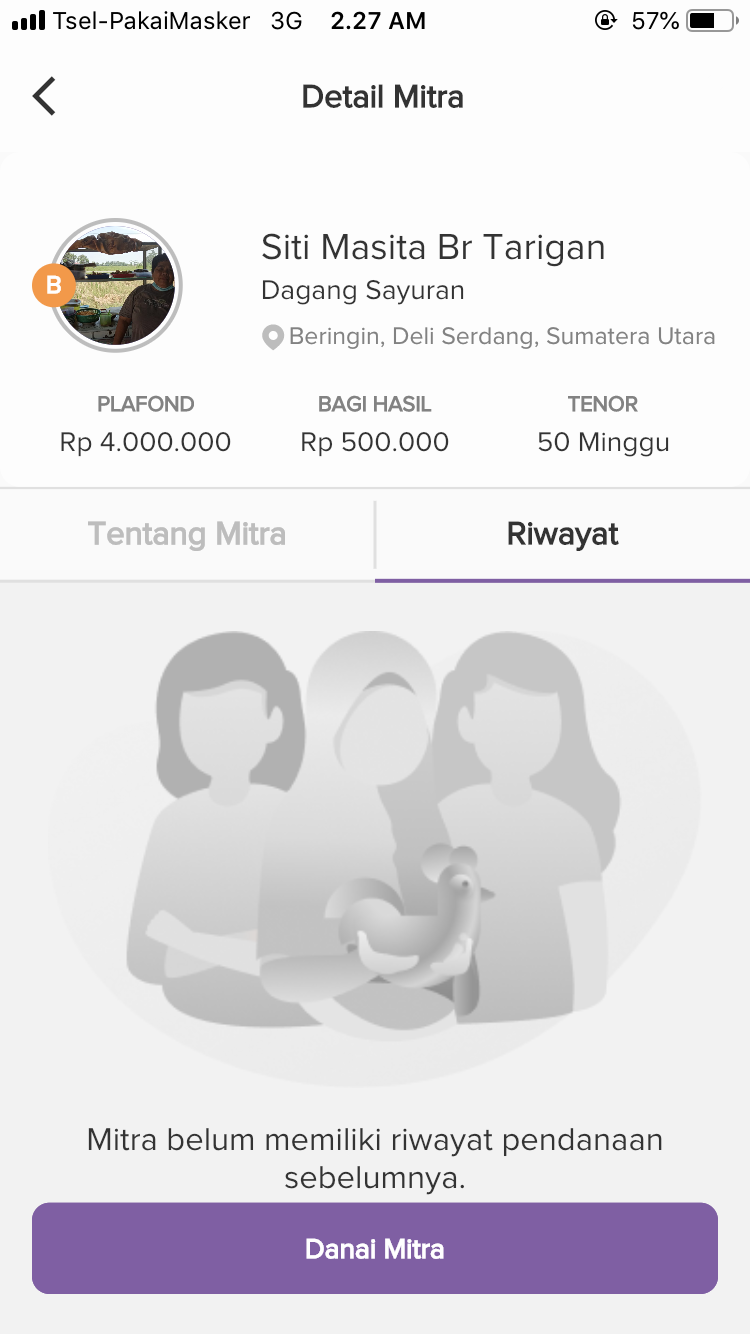 Tsel-PakaiMasker 3G 2.27 AM 57%
Detail Mitra
B
Siti Masita Br Tarigan
Dagang Sayuran
Beringin, Deli Serdang, Sumatera Utara
PLAFOND BAGI HASIL TENOR
Rp 4.000.000 Rp 500.000 50 Minggu
Tentang Mitra Riwayat
Mitra belum memiliki riwayat pendanaan
sebelumnya.
Danai Mitra